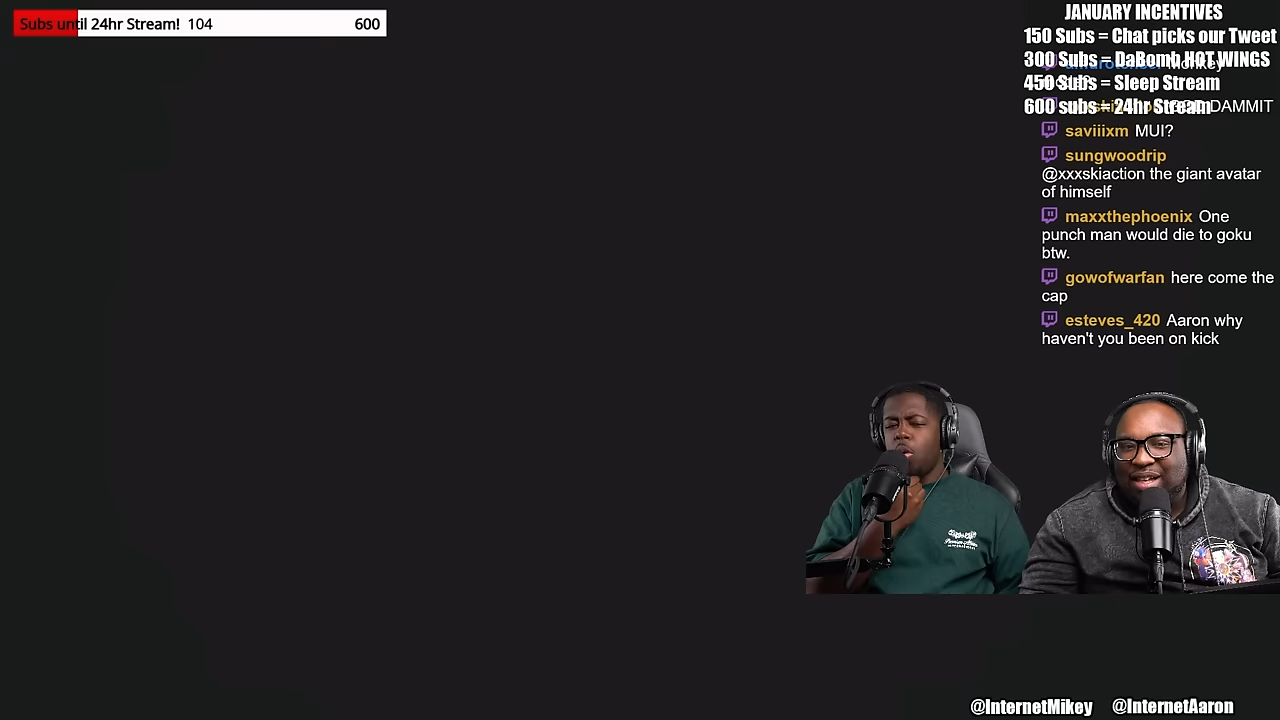 Subs until 24hr Stream! 104 600
JANUARY INCENTIVES
150 Subs = Chat picks our Tweet
300 Subs = DaBomb HOT WINGS
450 Subs = Sleep Stream
600 subs = 24hr Stream
DAMMIT
saviiixm MUI?
sungwoodrip
@xxxskiaction the giant avatar
of himself
maxxthephoenix One
punch man would die to goku
btw.
gowofwarfan here come the
cap
esteves_420 Aaron why
haven't you been on kick
@InternetMikey @InternetAaron